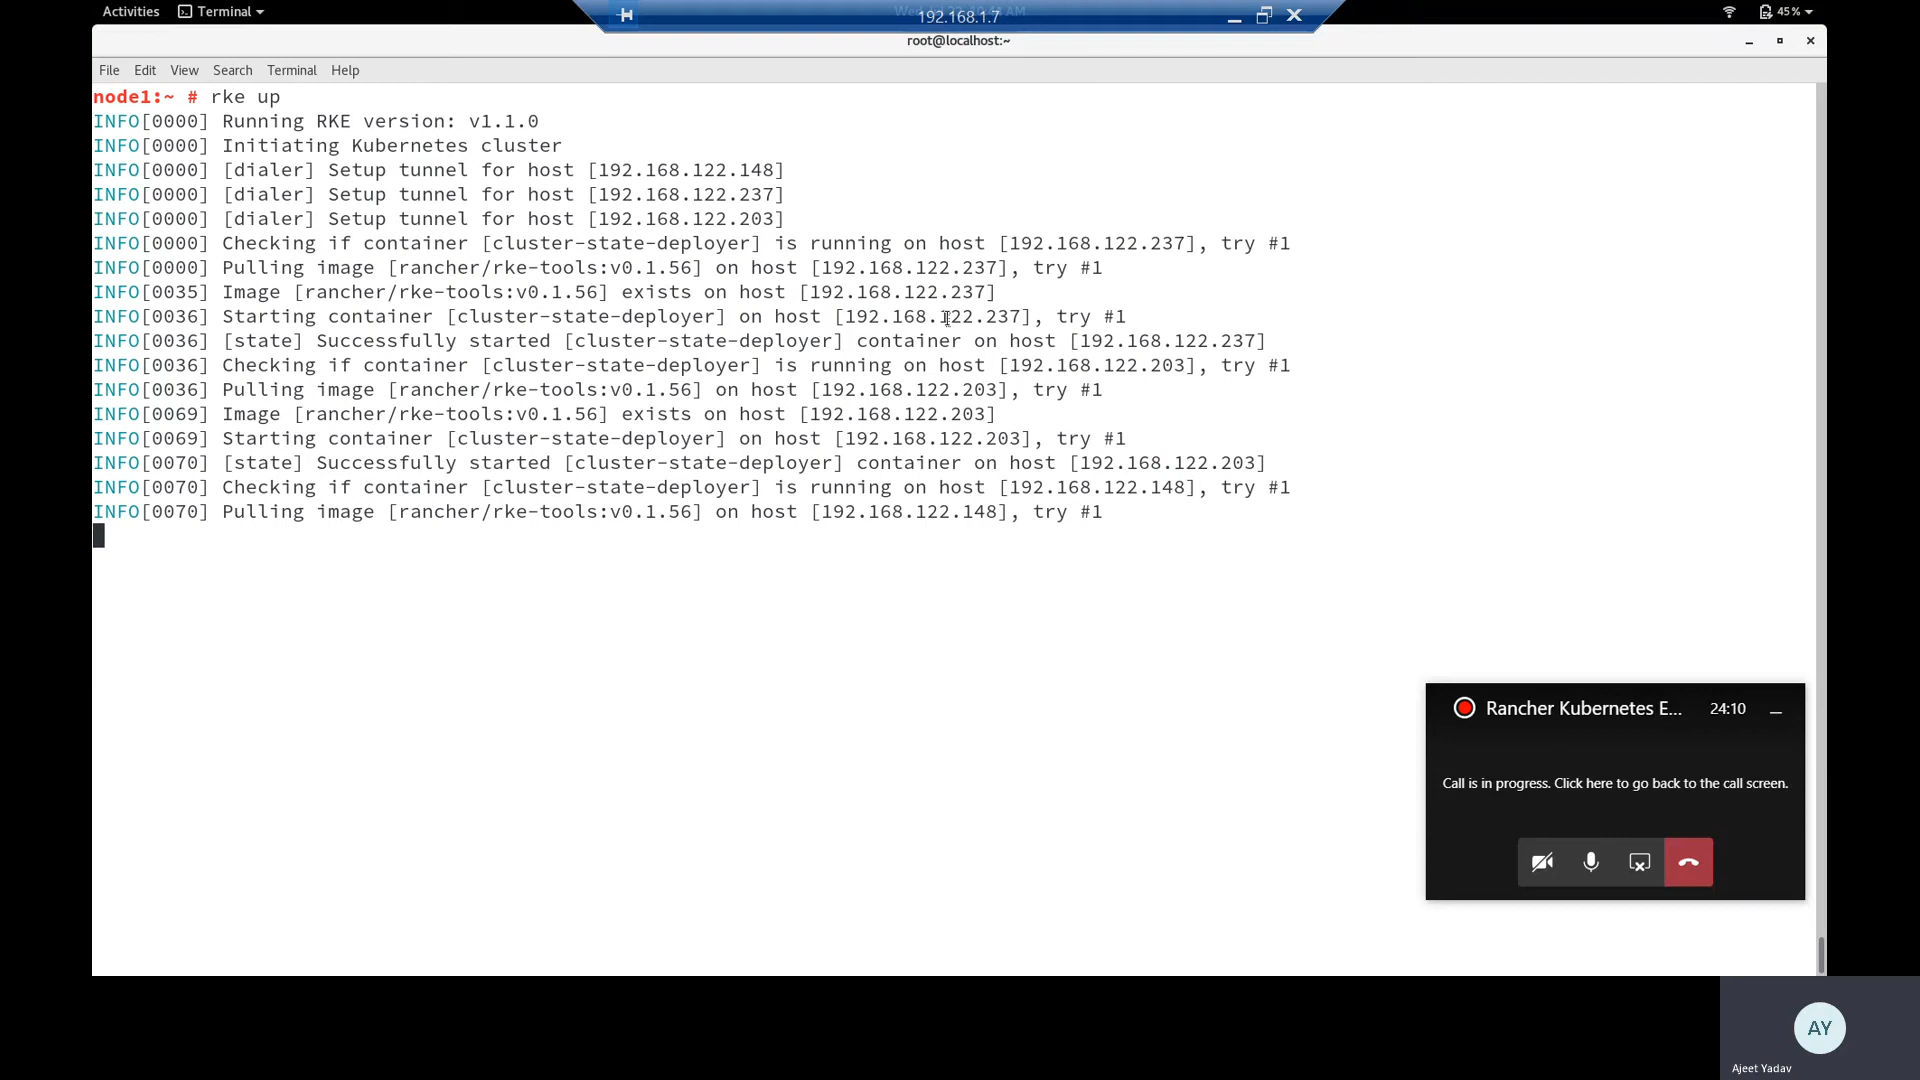 Activities Terminal 192.168.1.7 45%
root@localhost:~
File Edit View Search Terminal Help
node1:~ # rke up
INFO[0000] Running RKE version: v1.1.0
INFO[0000] Initiating Kubernetes cluster
INFO[0000] [dialer] Setup tunnel for host [192.168.122.148]
INFO[0000] [dialer] Setup tunnel for host [192.168.122.237]
INFO[0000] [dialer] Setup tunnel for host [192.168.122.203]
INFO[0000] Checking if container [cluster-state-deployer] is running on host [192.168.122.237], try #1
INFO[0000] Pulling image [rancher/rke-tools:v0.1.56] on host [192.168.122.237], try #1
INFO[0035] Image [rancher/rke-tools:v0.1.56] exists on host [192.168.122.237]
INFO[0036] Starting container [cluster-state-deployer] on host [192.168.122.237], try #1
INFO[0036] [state] Successfully started [cluster-state-deployer] container on host [192.168.122.237]
INFO[0036] Checking if container [cluster-state-deployer] is running on host [192.168.122.203], try #1
INFO[0036] Pulling image [rancher/rke-tools:v0.1.56] on host [192.168.122.203], try #1
INFO[0069] Image [rancher/rke-tools:v0.1.56] exists on host [192.168.122.203]
INFO[0069] Starting container [cluster-state-deployer] on host [192.168.122.203], try #1
INFO[0070] [state] Successfully started [cluster-state-deployer] container on host [192.168.122.203]
INFO[0070] Checking if container [cluster-state-deployer] is running on host [192.168.122.148], try #1
INFO[0070] Pulling image [rancher/rke-tools:v0.1.56] on host [192.168.122.148], try #1
Rancher Kubernetes E... 24:10
Call is in progress. Click here to go back to the call screen.
AY
Ajeet Yadav